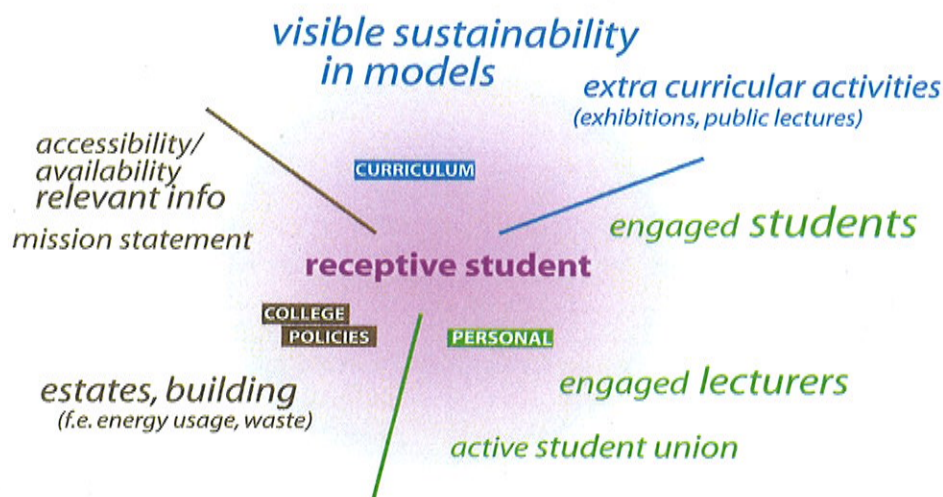 visible sustainability
in models
extra curricular activities
(exhibitions, public lectures)
accessibility/
availability
relevant info
mission statement
CURRICULUM
engaged students
receptive student
COLLEGE
POLICIES
PERSONAL
estates, building
(f.e. energy usage, waste)
engaged lecturers
active student union